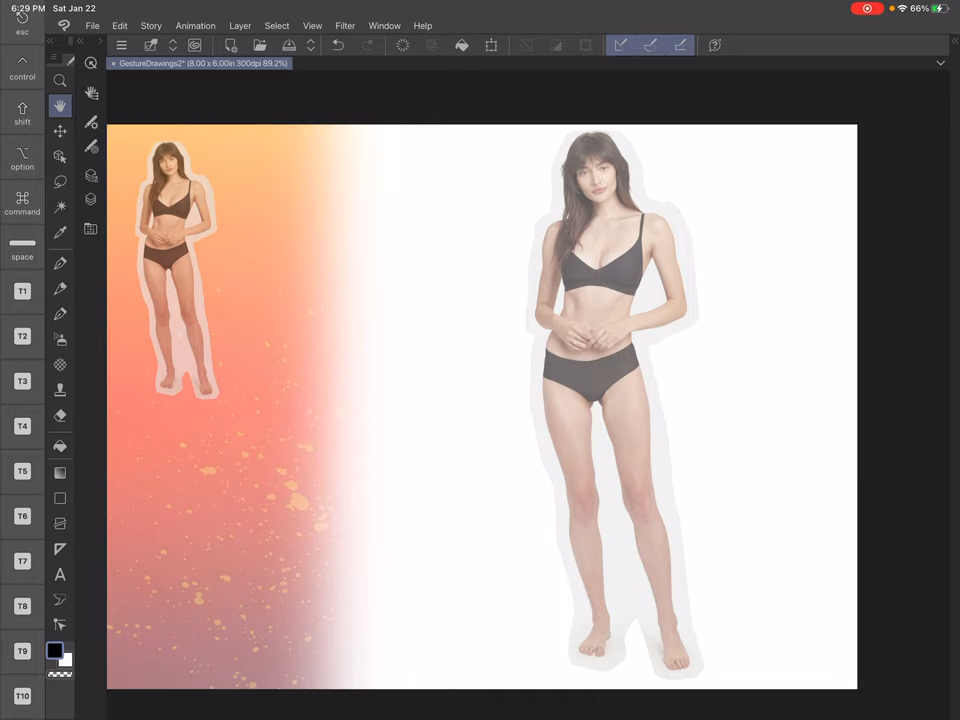 6:29 PM Sat Jan 22
66%
esc
File Edit Story Animation Layer Select View Filter Window Help
GestureDrawings2* (8.00 x 6.00in 300dpi 89.2%)
control
shift
option
command
space
T1
T2
T3
T4
T5
T6
T7
A
T8
T9
T10